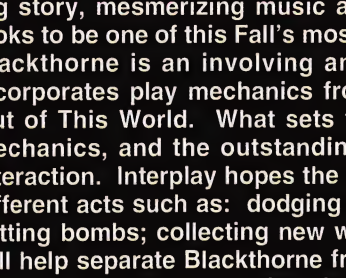 g story, mesmerizing music a
oks to be one of this Fall's mos
ackthorne is an involving an
corporates play mechanics fro
ut of This World. What sets
echanics, and the outstandin
teraction. Interplay hopes the
fferent acts such as: dodging
tting bombs; collecting new w
ll help separate Blackthorne fr